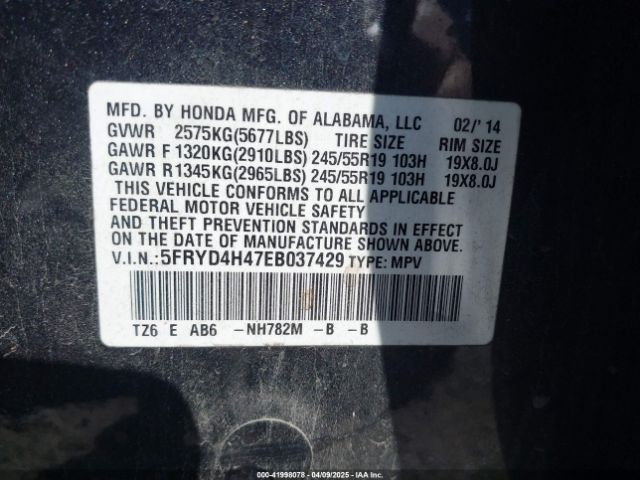 MFD. BY HONDA MFG. OF ALABAMA, LLC 02/' 14
GVWR 2575KG(5677LBS) TIRE SIZE RIM SIZE
GAWR F 1320KG(2910LBS) 245/55R19 103H 19X8.0J
GAWR R 1345KG(2965LBS) 245/55R19 103H 19X8.0J
THIS VEHICLE CONFORMS TO ALL APPLICABLE
FEDERAL MOTOR VEHICLE SAFETY
AND THEFT PREVENTION STANDARDS IN EFFECT
ON THE DATE OF MANUFACTURE SHOWN ABOVE.
V.I.N.: 5FRYD4H47EB037429 TYPE: MPV
TZ6 E AB6 -NH782M -B -B
000-41998078 - 04/09/2025 - IAA Inc.